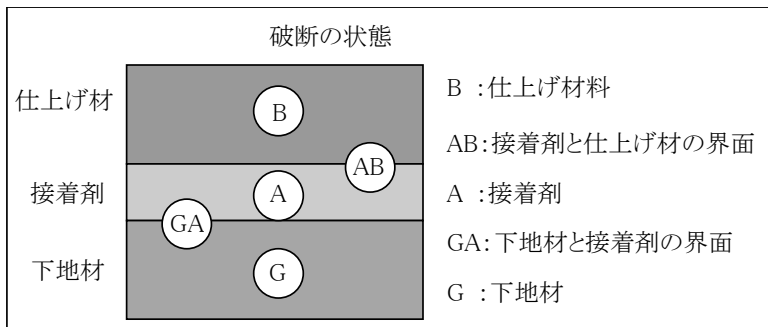 破断の状態
仕上げ材
接着剤
下地材
B
AB
A
GA
G
B :仕上げ材料
AB:接着剤と仕上げ材の界面
A :接着剤
GA:下地材と接着剤の界面
G :下地材